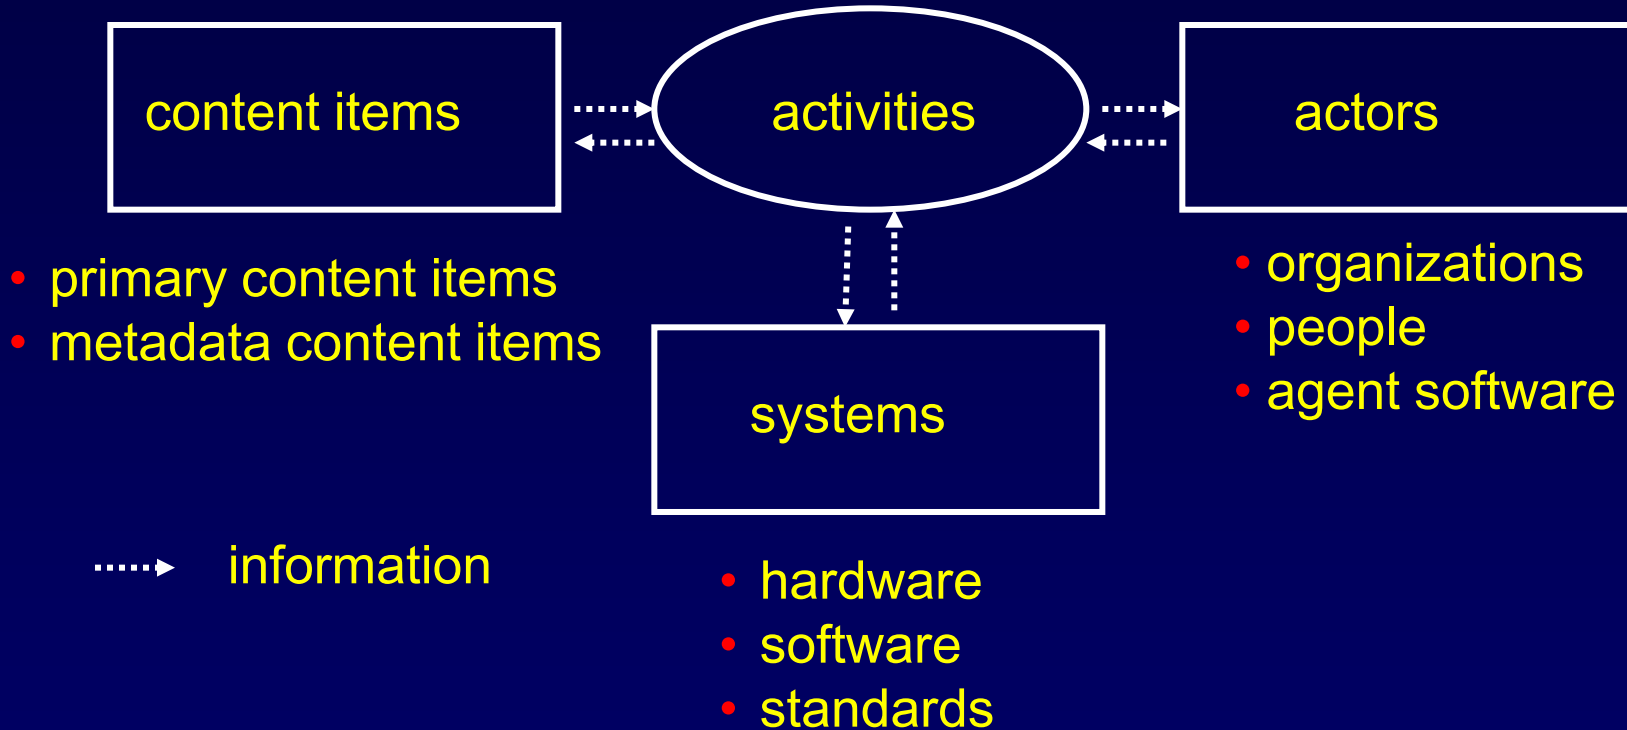 content items
activities
actors
• primary content items
• metadata content items
• organizations
• people
• agent software
systems
information
• hardware
• software
• standards